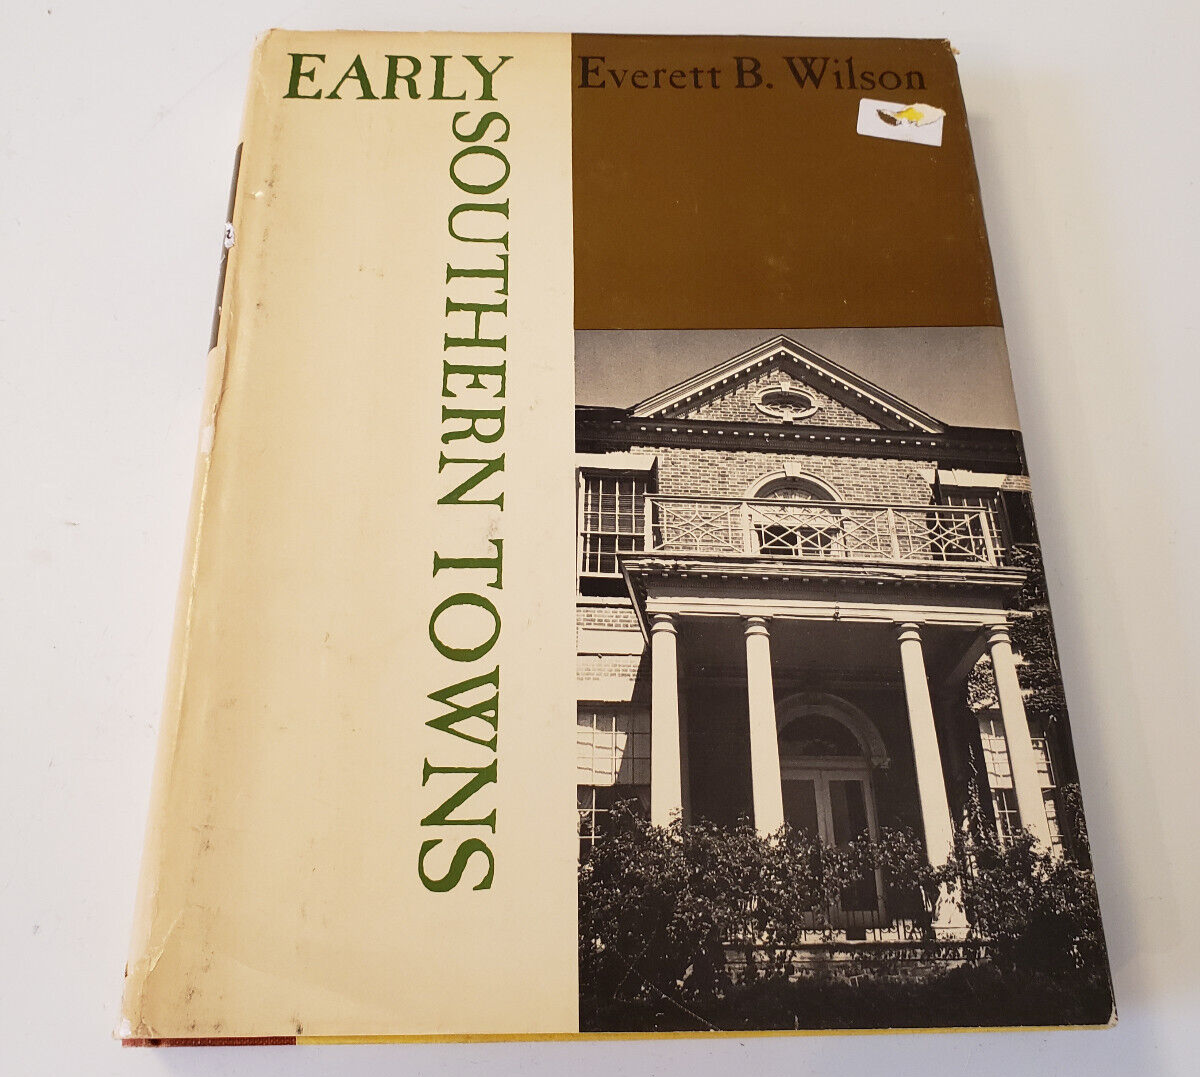 EARLY
SOUTHERN TOWNS
Everett B. Wilson